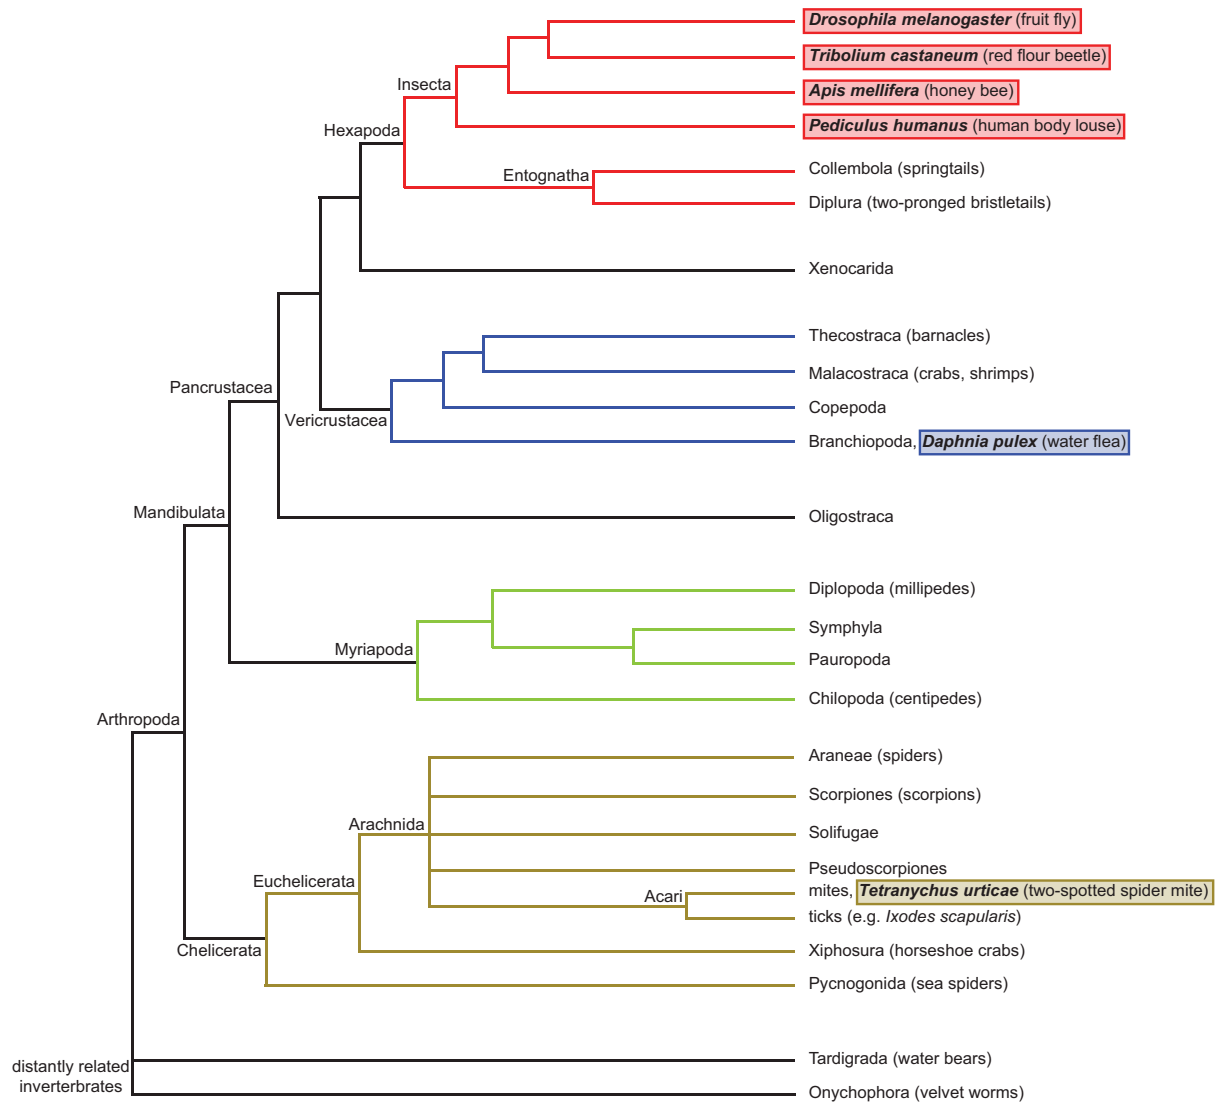 Drosophila melanogaster (fruit fly)
Tribolium castaneum (red flour beetle)
Insecta
Apis mellifera (honey bee)
Hexapoda
Pediculus humanus (human body louse)
Collembola (springtails)
Entognatha
Diplura (two-pronged bristletails)
Xenocarida
Thecostraca (barnacles)
Malacostraca (crabs, shrimps)
Pancrustacea
Copepoda
Vericrustacea
Branchiopoda, Daphnia pulex (water flea)
Mandibulata
Oligostraca
Diplopoda (millipedes)
Symphyla
Myriapoda
Pauropoda
Chilopoda (centipedes)
Arthropoda
Araneae (spiders)
Scorpiones (scorpions)
Arachnida
Solifugae
Pseudoscorpiones
Euchelicerata
mites, Tetranychus urticae (two-spotted spider mite)
Acari
ticks (e.g. Ixodes scapularis)
Chelicerata
Xiphosura (horseshoe crabs)
Pycnogonida (sea spiders)
Tardigrada (water bears)
distantly related
inverterbrates
Onychophora (velvet worms)